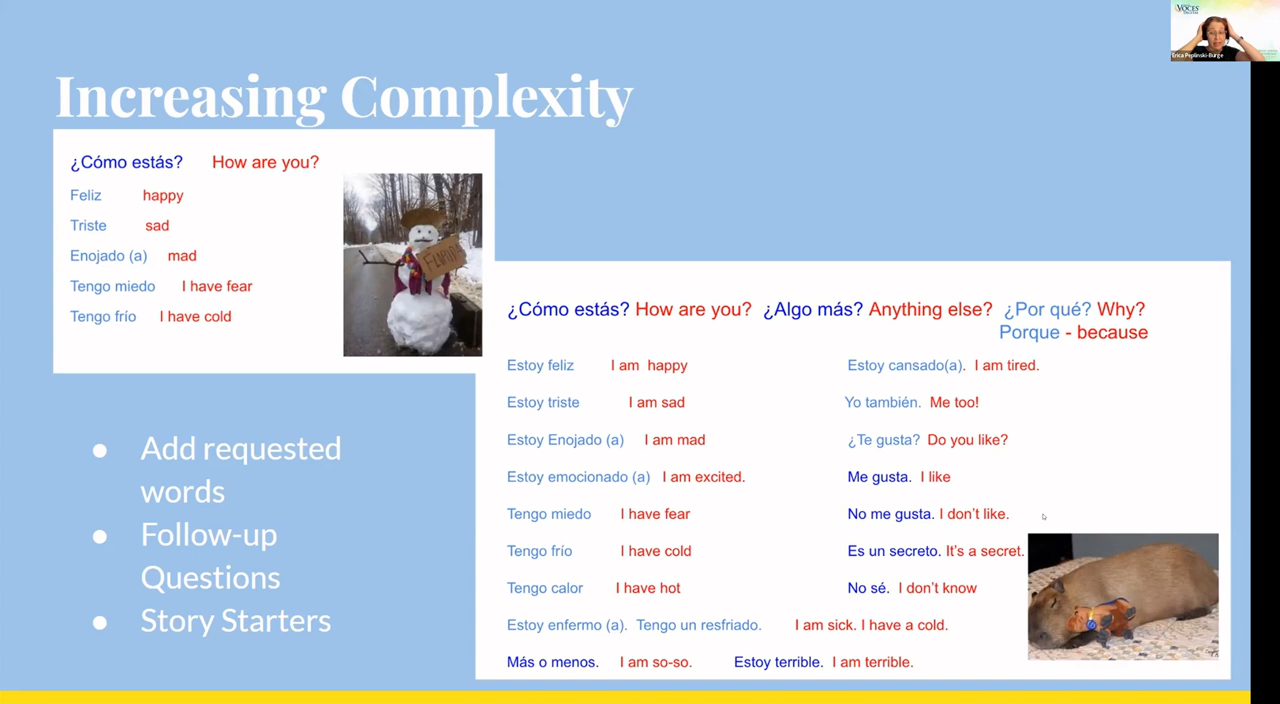 VOCES
DIGITAL
Erica Peplinski-Burge
Increasing Complexity
¿Cómo estás? How are you?
Feliz happy
Triste sad
Enojado (a) mad
Tengo miedo I have fear
Tengo frío I have cold
FLORIDA
Add requested
words
Follow-up
Questions
Story Starters
¿Cómo estás? How are you? ¿Algo más? Anything else? ¿Por qué? Why?
Porque - because
Estoy feliz I am happy
Estoy triste I am sad
Estoy Enojado (a) I am mad
Estoy emocionado (a) I am excited.
Tengo miedo I have fear
Tengo frío I have cold
Tengo calor I have hot
Estoy enfermo (a). Tengo un resfriado. I am sick. I have a cold.
Más o menos. I am so-so. Estoy terrible. I am terrible.
Estoy cansado(a). I am tired.
Yo también. Me too!
¿Te gusta? Do you like?
Me gusta. I like
No me gusta. I don't like.
Es un secreto. It's a secret.
No sé. I don't know